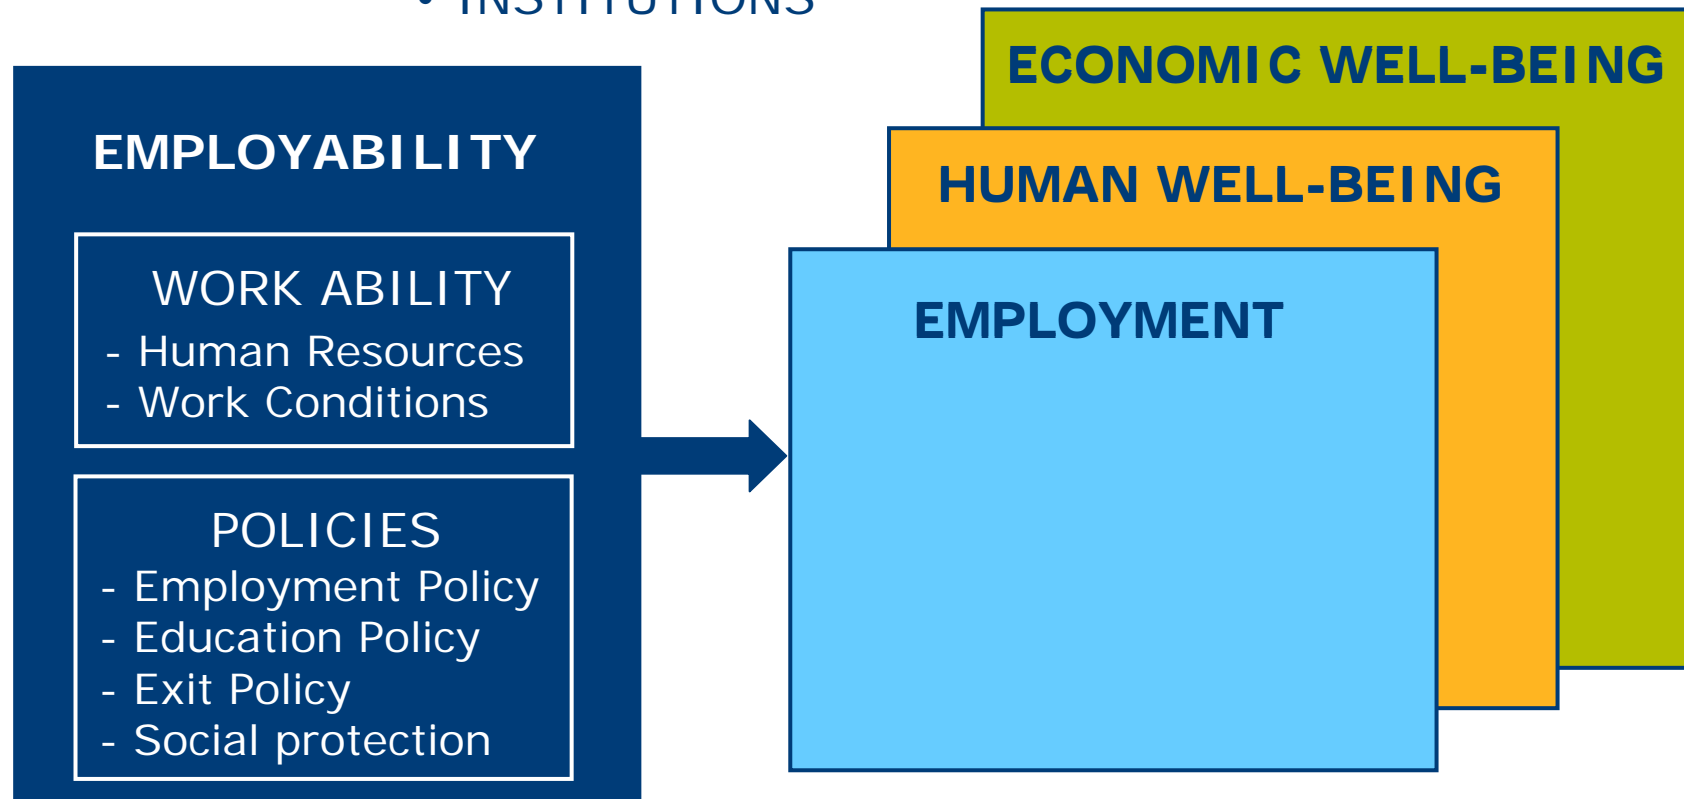 • INSTITUTIONS
EMPLOYABILITY
WORK ABILITY
- Human Resources
- Work Conditions
POLICIES
- Employment Policy
- Education Policy
- Exit Policy
- Social protection
ECONOMIC WELL-BEING
HUMAN WELL-BEING
EMPLOYMENT